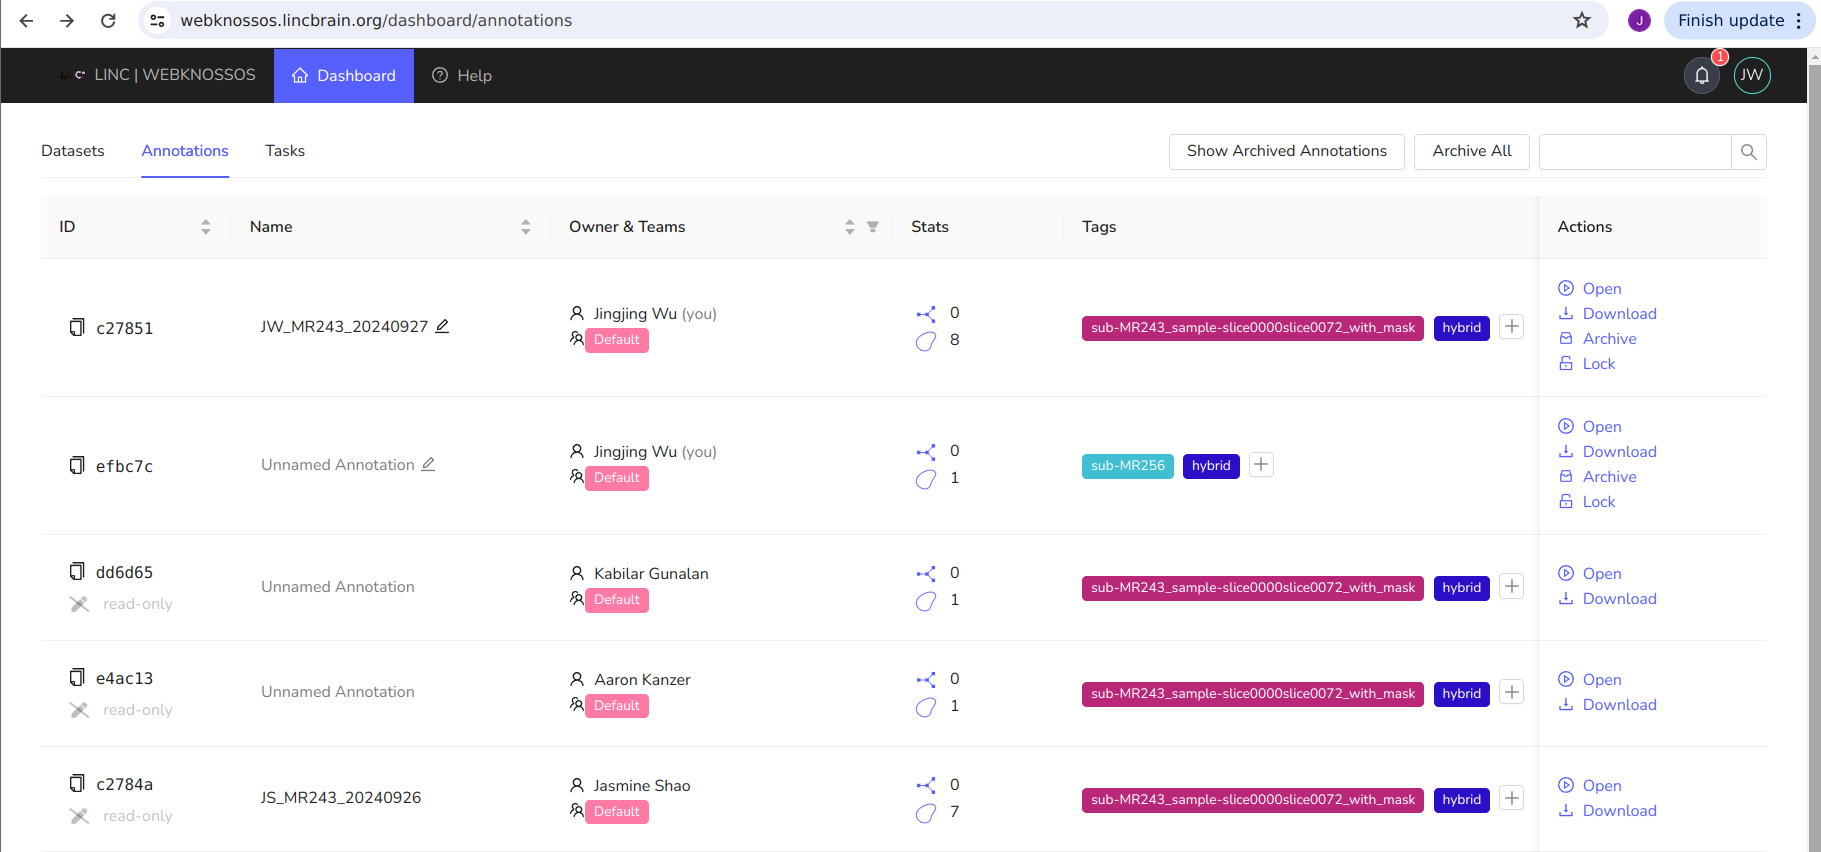 webknossos.lincbrain.org/dashboard/annotations
J
Finish update
LINC | WEBKNOSSOS
Dashboard
Help
1
JW
Datasets
Annotations
Tasks
Show Archived Annotations
Archive All
ID
Name
Owner & Teams
Stats
Tags
Actions
c27851
JW_MR243_20240927
Jingjing Wu (you)
Default
0
8
sub-MR243_sample-slice0000slice0072_with_mask
hybrid
Open
Download
Archive
Lock
efbc7c
Unnamed Annotation
Jingjing Wu (you)
Default
0
1
sub-MR256
hybrid
Open
Download
Archive
Lock
dd6d65
read-only
Unnamed Annotation
Kabilar Gunalan
Default
0
1
sub-MR243_sample-slice0000slice0072_with_mask
hybrid
Open
Download
e4ac13
read-only
Unnamed Annotation
Aaron Kanzer
Default
0
1
sub-MR243_sample-slice0000slice0072_with_mask
hybrid
Open
Download
c2784a
read-only
JS_MR243_20240926
Jasmine Shao
Default
0
7
sub-MR243_sample-slice0000slice0072_with_mask
hybrid
Open
Download